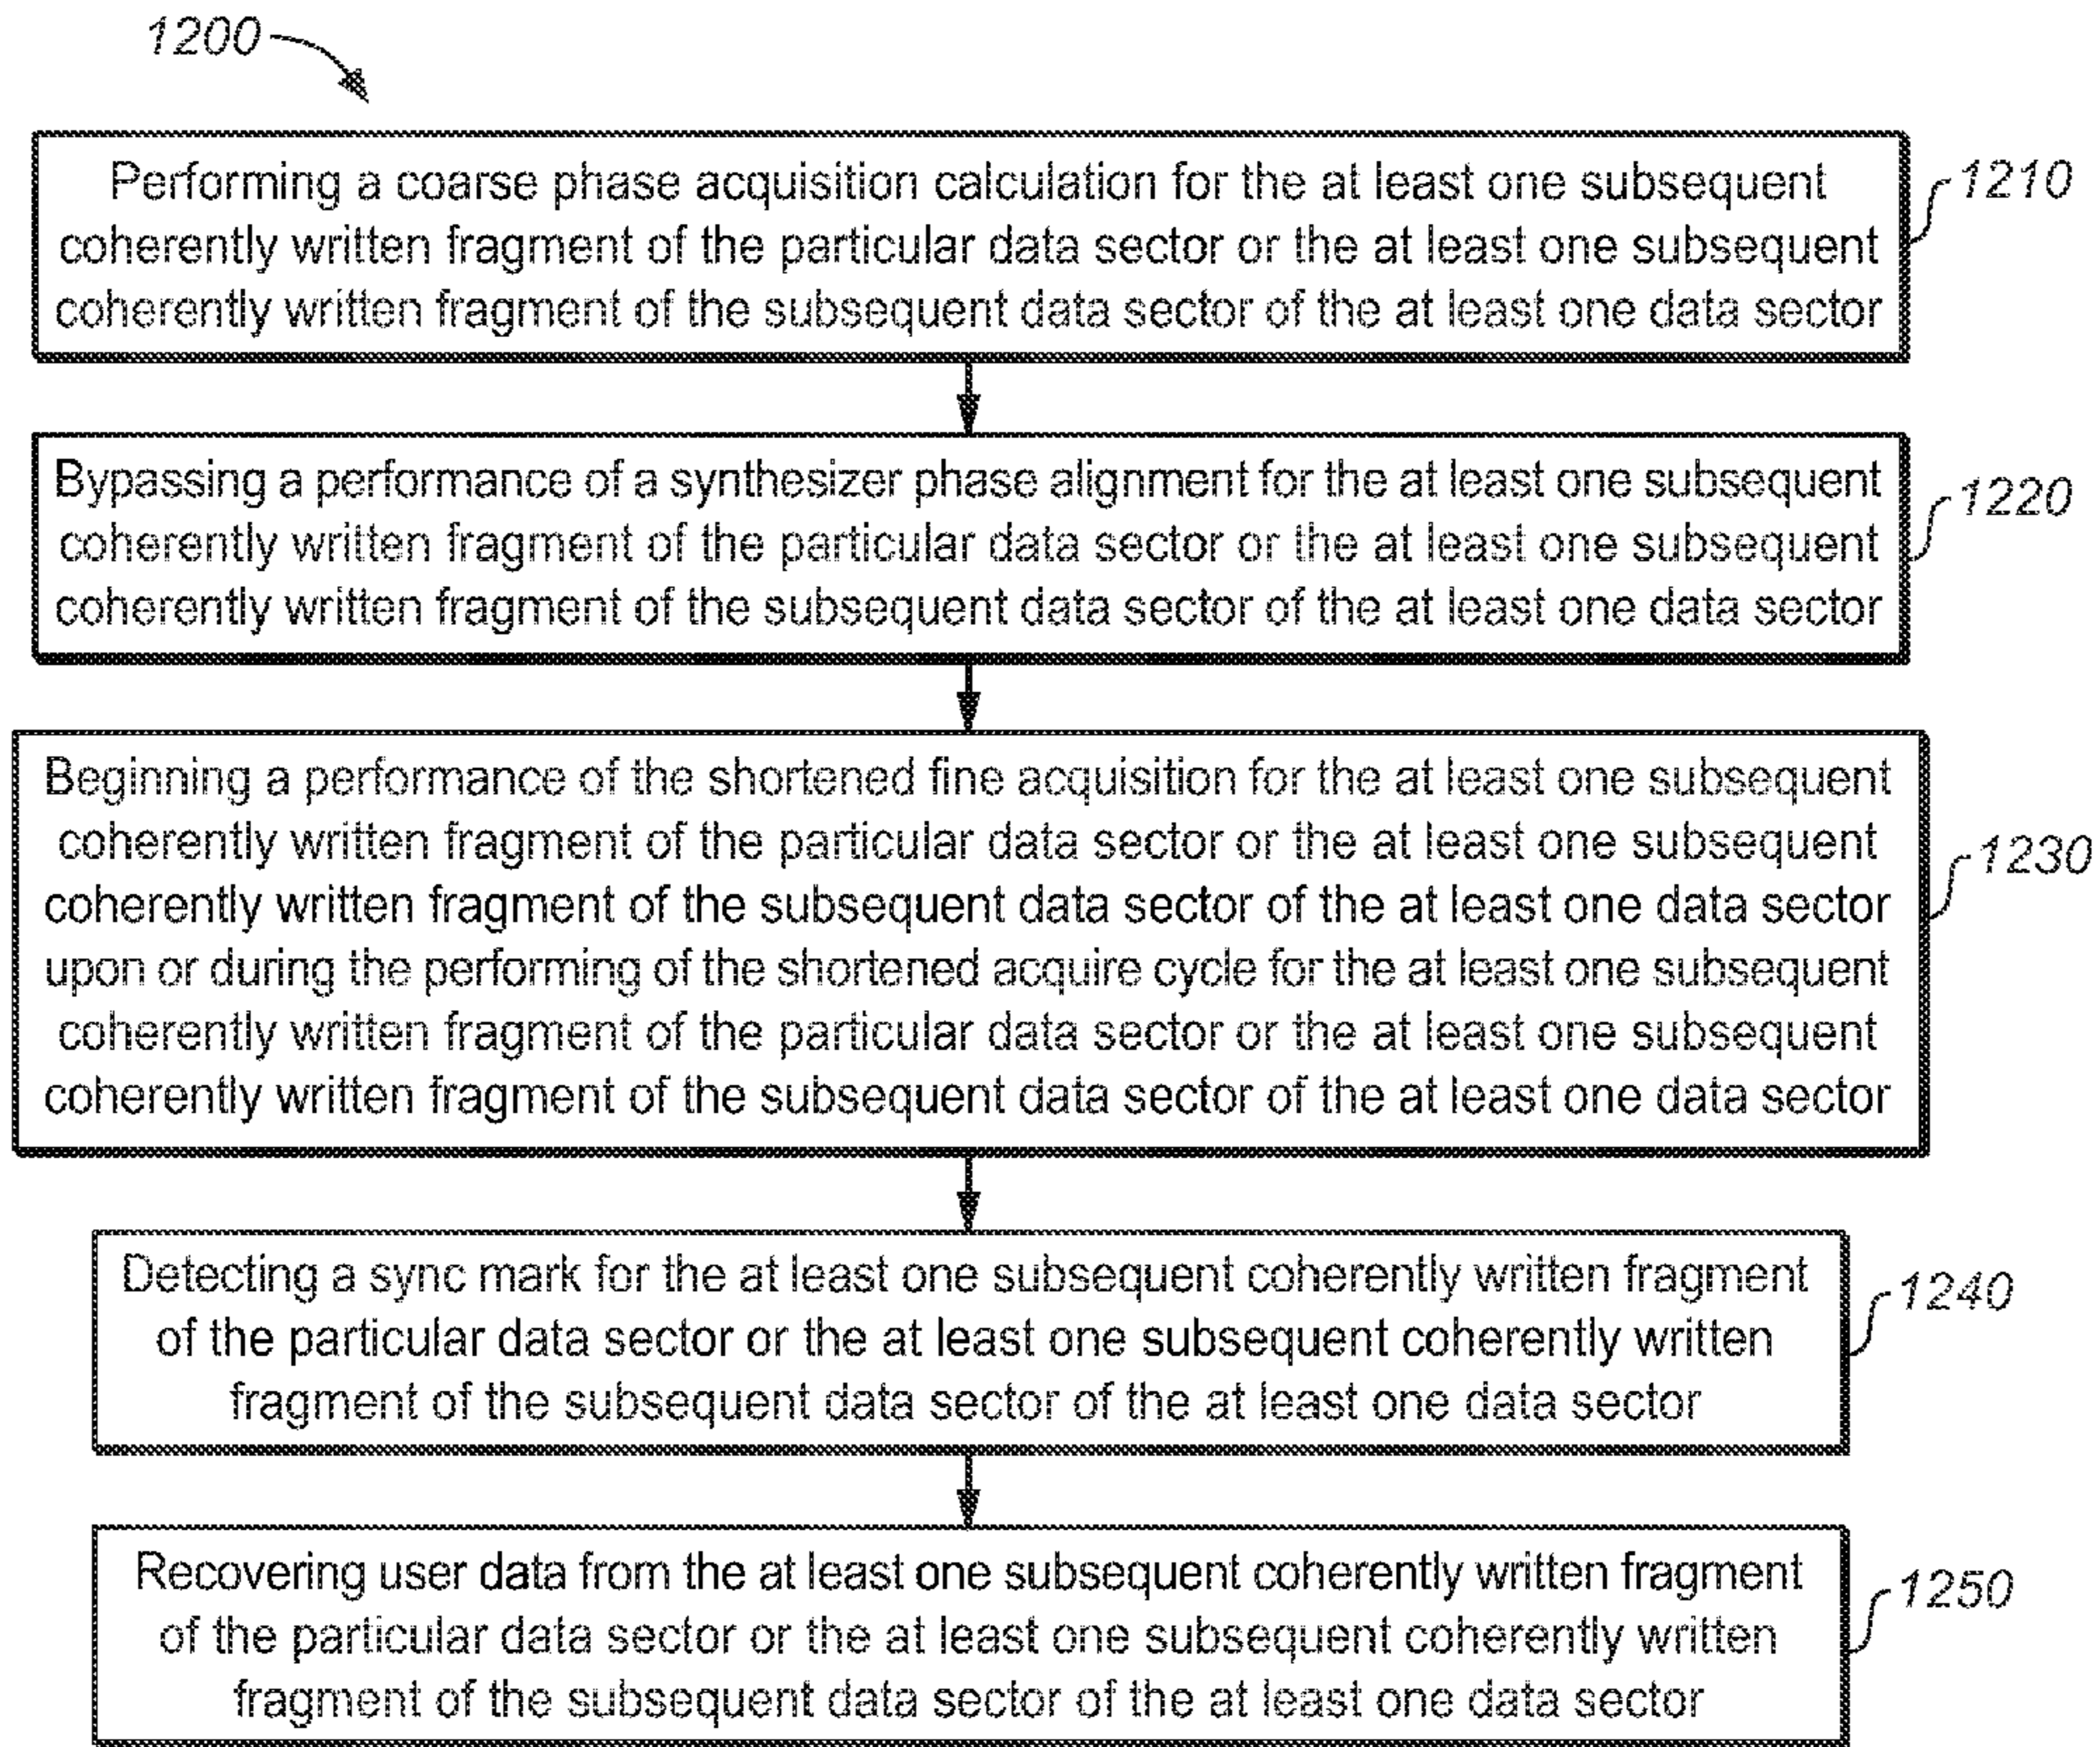 1200
Performing a coarse phase acquisition calculation for the at least one subsequent
coherently written fragment of the particular data sector or the at least one subsequent
coherently written fragment of the subsequent data sector of the at least one data sector
1210
Bypassing a performance of a synthesizer phase alignment for the at least one subsequent
coherently written fragment of the particular data sector or the at least one subsequent
coherently written fragment of the subsequent data sector of the at least one data sector
1220
Beginning a performance of the shortened fine acquisition for the at least one subsequent
coherently written fragment of the particular data sector or the at least one subsequent
coherently written fragment of the subsequent data sector of the at least one data sector
upon or during the performing of the shortened acquire cycle for the at least one subsequent
coherently written fragment of the particular data sector or the at least one subsequent
coherently written fragment of the subsequent data sector of the at least one data sector
1230
Detecting a sync mark for the at least one subsequent coherently written fragment
of the particular data sector or the at least one subsequent coherently written
fragment of the subsequent data sector of the at least one data sector
1240
Recovering user data from the at least one subsequent coherently written fragment
of the particular data sector or the at least one subsequent coherently written
fragment of the subsequent data sector of the at least one data sector
1250